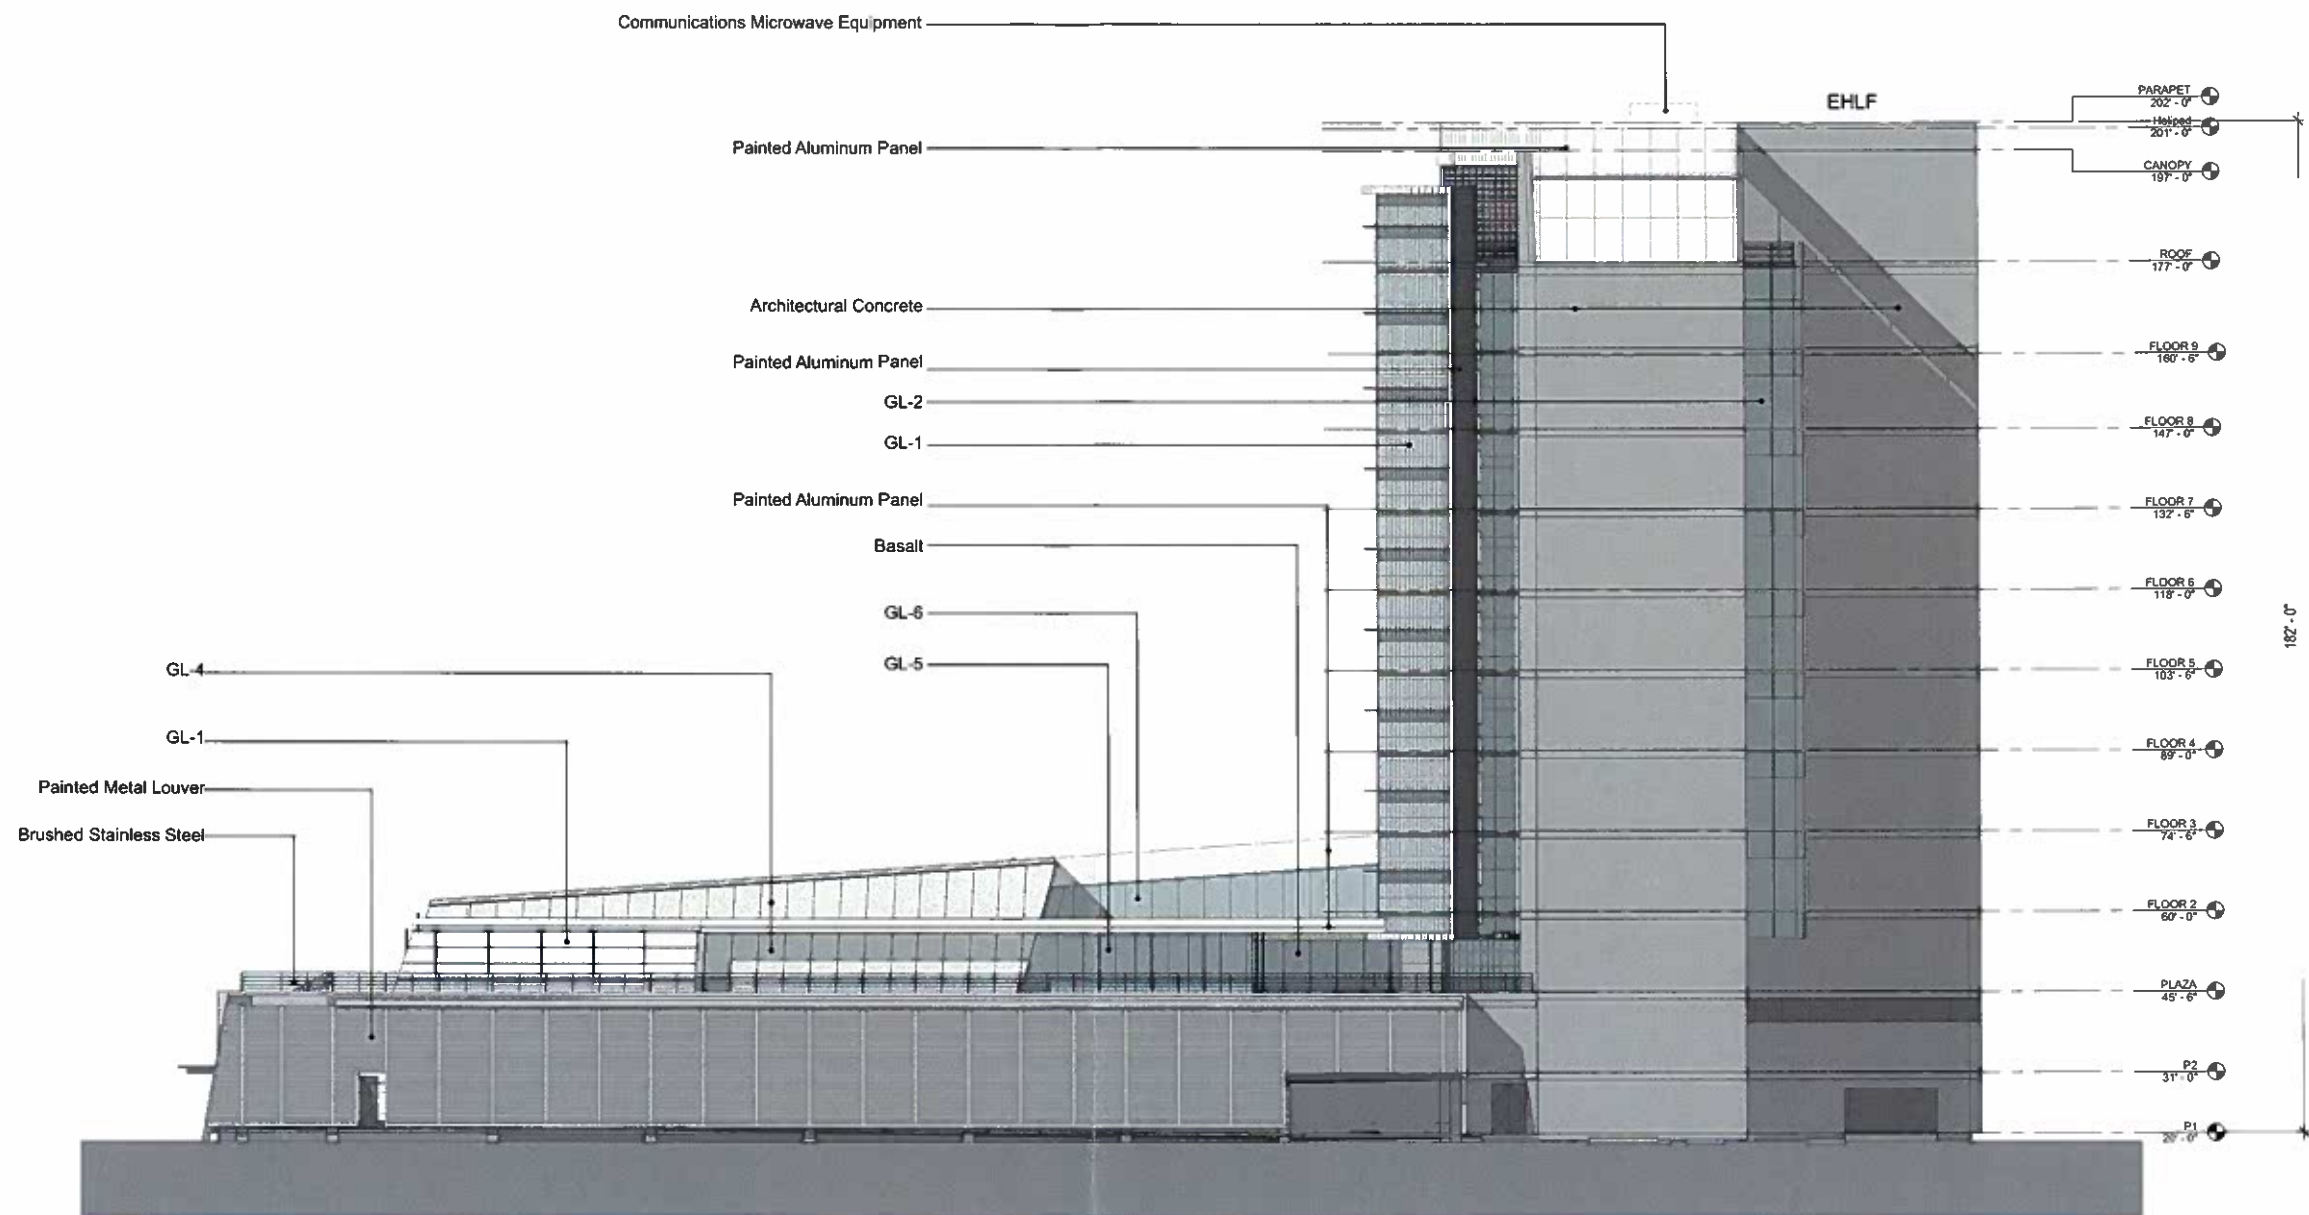 Communications Microwave Equipment
EHLF
PARAPET
202' - 0"
Helipad
201' - 0"
Painted Aluminum Panel
CANOPY
197' - 0"
ROOF
177' - 0"
Architectural Concrete
FLOOR 9
160' - 6"
Painted Aluminum Panel
GL-2
FLOOR 8
147' - 0"
GL-1
Painted Aluminum Panel
FLOOR 7
132' - 6"
Basalt
FLOOR 6
118' - 0"
GL-6
182' - 0"
GL-4
GL-5
FLOOR 5
103' - 6"
GL-1
FLOOR 4
89' - 0"
Painted Metal Louver
Brushed Stainless Steel
FLOOR 3
74' - 6"
FLOOR 2
60' - 0"
PLAZA
45' - 6"
P2
31' - 0"
P1
20' - 0"